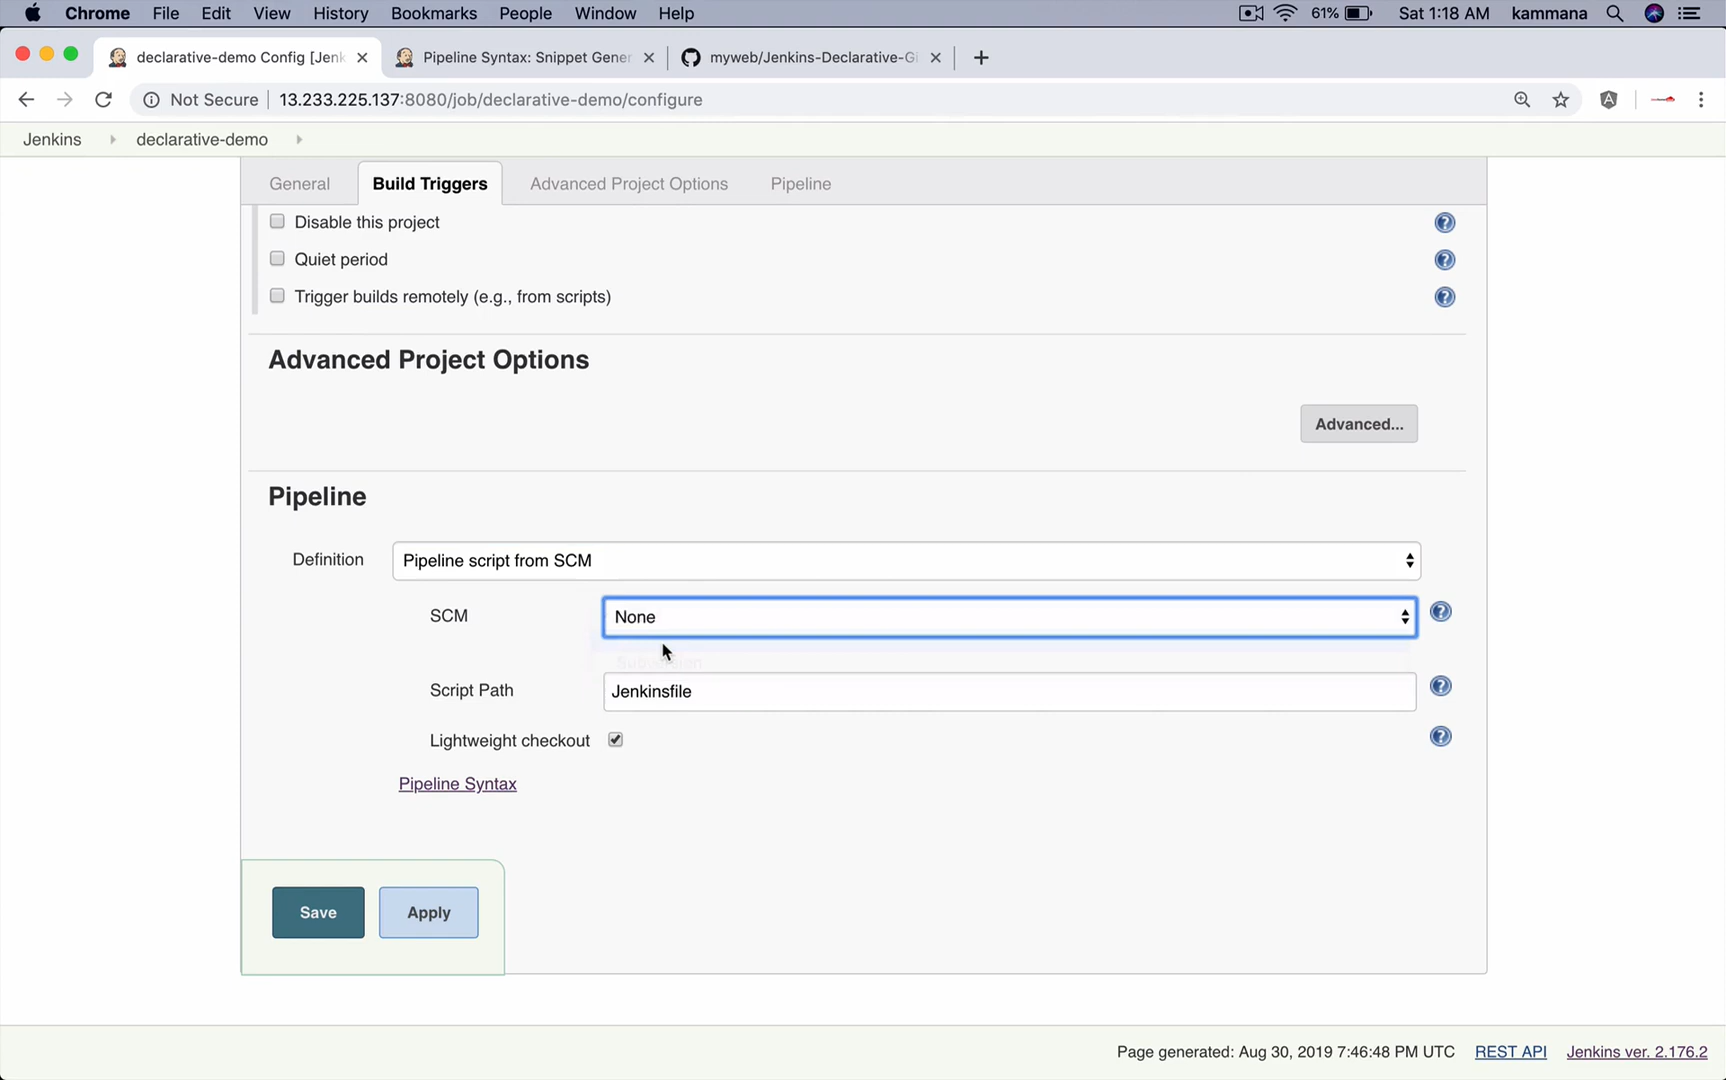 Chrome File Edit View History Bookmarks People Window Help 61% Sat 1:18 AM kammana
declarative-demo Config [Jenk Pipeline Syntax: Snippet Gener myweb/Jenkins-Declarative-Gi
Not Secure 13.233.225.137:8080/job/declarative-demo/configure
Jenkins declarative-demo
General Build Triggers Advanced Project Options Pipeline
Disable this project
Quiet period
Trigger builds remotely (e.g., from scripts)
Advanced Project Options
Advanced...
Pipeline
Definition Pipeline script from SCM
SCM None
Subversion
Script Path Jenkinsfile
Lightweight checkout
Pipeline Syntax
Save Apply
Page generated: Aug 30, 2019 7:46:48 PM UTC REST API Jenkins ver. 2.176.2